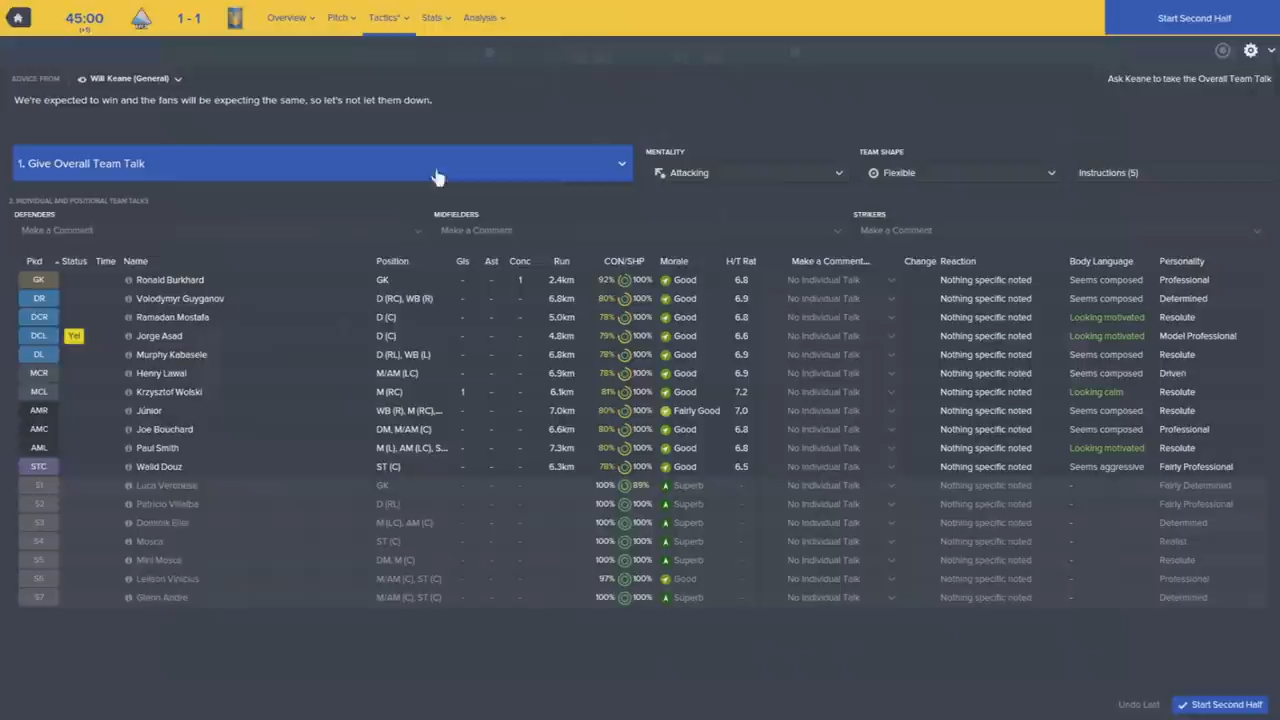 45:00
(+1)
1 - 1
Overview
Pitch
Tactics*
Stats
Analysis
Start Second Half
ADVICE FROM
Will Keane (General)
Ask Keane to take the Overall Team Talk
We're expected to win and the fans will be expecting the same, so let's not let them down.
1. Give Overall Team Talk
MENTALITY
Attacking
TEAM SHAPE
Flexible
Instructions (5)
2. INDIVIDUAL AND POSITIONAL TEAM TALKS
DEFENDERS
MIDFIELDERS
STRIKERS
Make a Comment
Make a Comment
Make a Comment
Pkd Status Time Name Position Gls Ast Conc Run CON/SHP Morale H/T Rat Make a Comment... Change Reaction Body Language Personality
GK Ronald Burkhard GK - - 1 2.4km 92% 100% Good 6.8 No Individual Talk Nothing specific noted Seems composed Professional
DR Volodymyr Guyganov D (RC), WB (R) - - - 6.8km 80% 100% Good 6.9 No Individual Talk Nothing specific noted Seems composed Determined
DCR Ramadan Mostafa D (C) - - - 5.0km 78% 100% Good 6.8 No Individual Talk Nothing specific noted Looking motivated Resolute
DCL Yel Jorge Asad D (C) - - - 4.8km 79% 100% Good 6.6 No Individual Talk Nothing specific noted Looking motivated Model Professional
DL Murphy Kabasele D (RL), WB (L) - - - 6.8km 78% 100% Good 6.9 No Individual Talk Nothing specific noted Seems composed Resolute
MCR Henry Lawal M/AM (LC) - - - 6.9km 78% 100% Good 6.9 No Individual Talk Nothing specific noted Seems composed Driven
MCL Krzysztof Wolski M (RC) 1 - - 6.1km 81% 100% Good 7.2 No Individual Talk Nothing specific noted Looking calm Resolute
AMR Júnior WB (R), M (RC),... - - - 7.0km 80% 100% Fairly Good 7.0 No Individual Talk Nothing specific noted Seems composed Resolute
AMC Joe Bouchard DM, M/AM (C) - - - 6.6km 80% 100% Good 6.8 No Individual Talk Nothing specific noted Seems composed Professional
AML Paul Smith M (L), AM (LC), S... - - - 7.3km 80% 100% Good 6.8 No Individual Talk Nothing specific noted Looking motivated Resolute
STC Walid Douz ST (C) - - - 6.3km 78% 100% Good 6.5 No Individual Talk Nothing specific noted Seems aggressive Fairly Professional
S1 Luca Veronese GK - - - 100% 89% Superb - No Individual Talk Nothing specific noted - Fairly Determined
S2 Patricio Villalba D (RL) - - - 100% 100% Superb - No Individual Talk Nothing specific noted - Fairly Professional
S3 Dominik M (LC), AM (C) - - - 100% 100% Superb - No Individual Talk Nothing specific noted - Determined
S4 Mosca ST (C) - - - 100% 100% Superb - No Individual Talk Nothing specific noted - Realist
S5 Mini Mosca DM, M (C) - - - 100% 100% Superb - No Individual Talk Nothing specific noted - Resolute
S6 Leilson Vinicius M/AM (C), ST (C) - - - 97% 100% Good - No Individual Talk Nothing specific noted - Professional
S7 Glenn Andre M/AM (C), ST (C) - - - 100% 100% Superb - No Individual Talk Nothing specific noted - Determined
Undo Last
Start Second Half